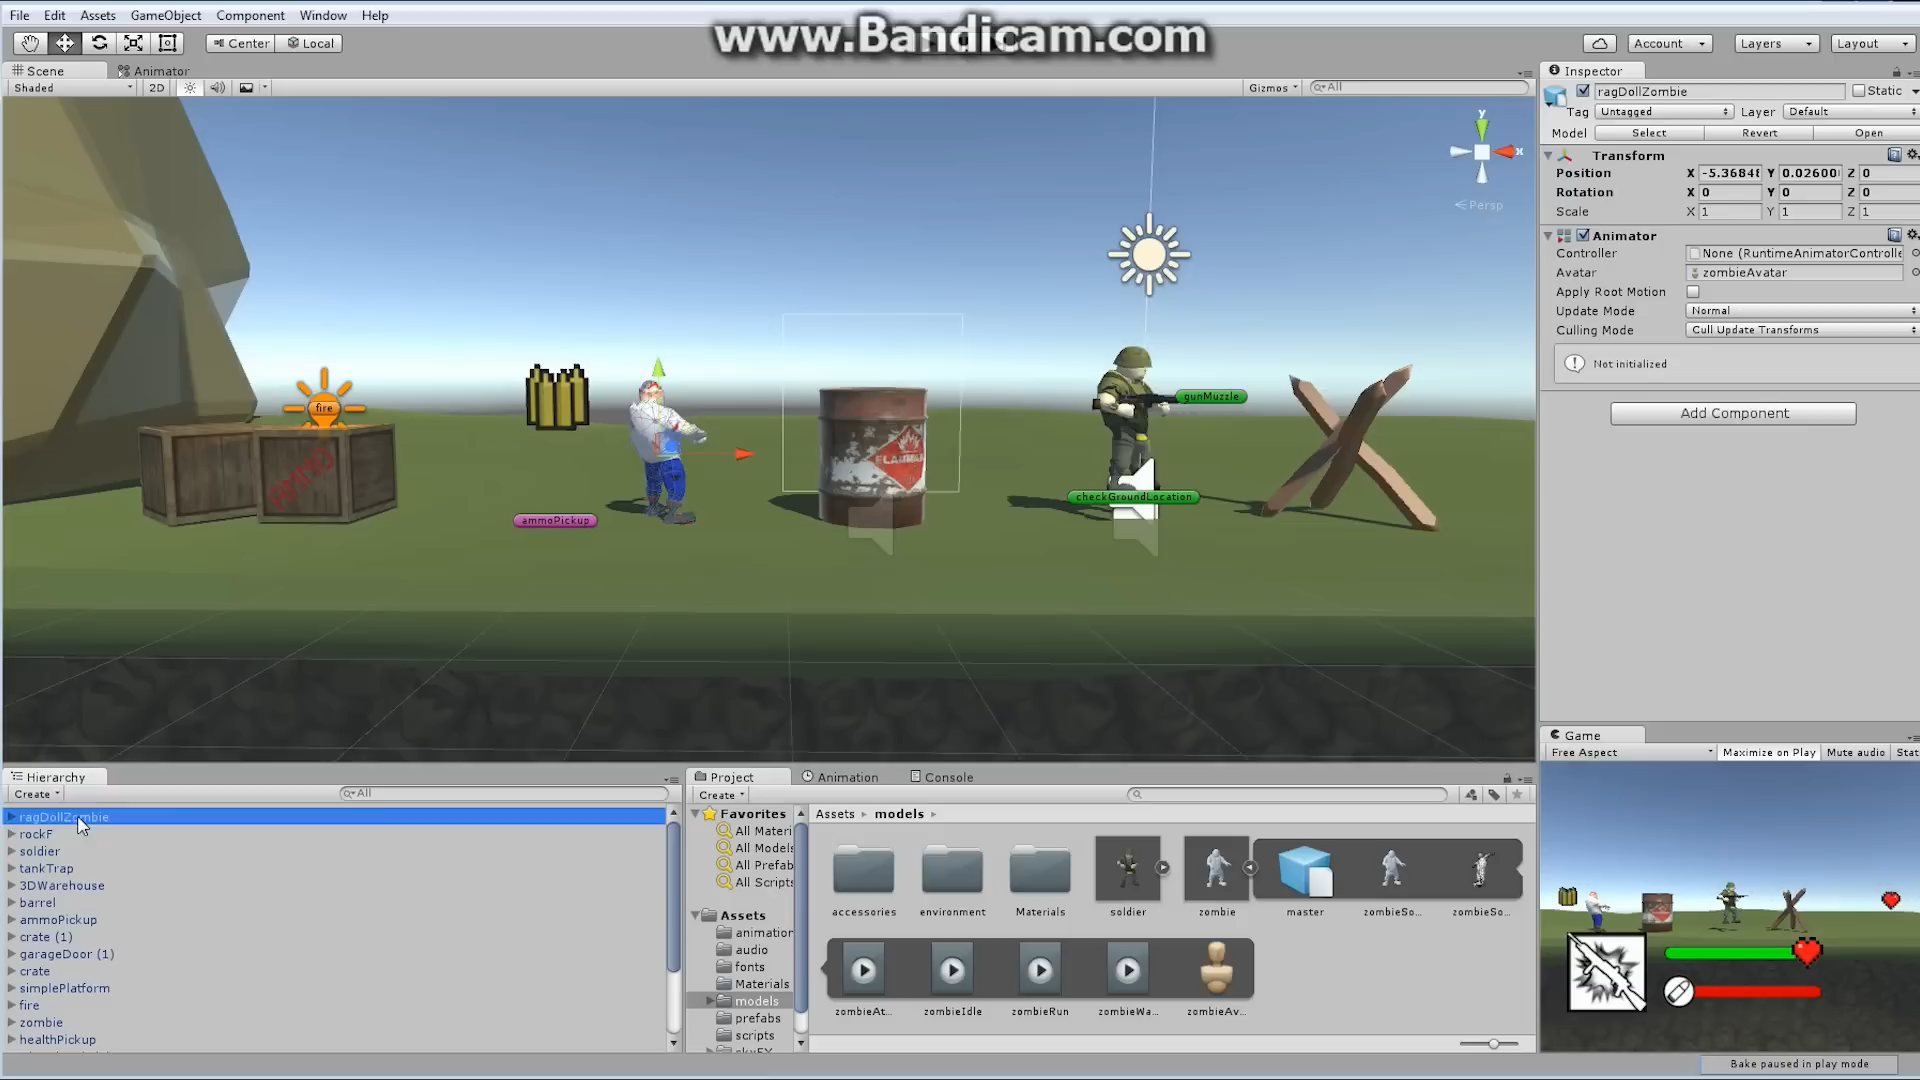 File Edit Assets GameObject Component Window Help
www.Bandicam.com
Center Local
Account Layers Layout
Scene Animator
Shaded 2D Gizmos All
y
x
Persp
fire
gunMuzzle
AMMO
checkGroundLocation
ammoPickup
Inspector
ragDollZombie Static
Tag Untagged Layer Default
Model Select Revert Open
Transform
Position X -5.3684 Y 0.02600 Z 0
Rotation X 0 Y 0 Z 0
Scale X 1 Y 1 Z 1
Animator
Controller None (RuntimeAnimatorControlle
Avatar zombieAvatar
Apply Root Motion
Update Mode Normal
Culling Mode Cull Update Transforms
Not initialized
Add Component
Game
Free Aspect Maximize on Play Mute audio Stat
Hierarchy
Create All
ragDollZombie
rockF
soldier
tankTrap
3DWarehouse
barrel
ammoPickup
crate (1)
garageDoor (1)
crate
simplePlatform
fire
zombie
healthPickup
Project Animation Console
Create
Favorites
All Materi
All Models
All Prefab
All Scripts
Assets
animation
audio
fonts
Materials
models
prefabs
scripts
Assets models
accessories environment Materials soldier zombie master zombieSo... zombieSo...
zombieAt... zombieIdle zombieRun zombieWa... zombieAv...
Bake paused in play mode